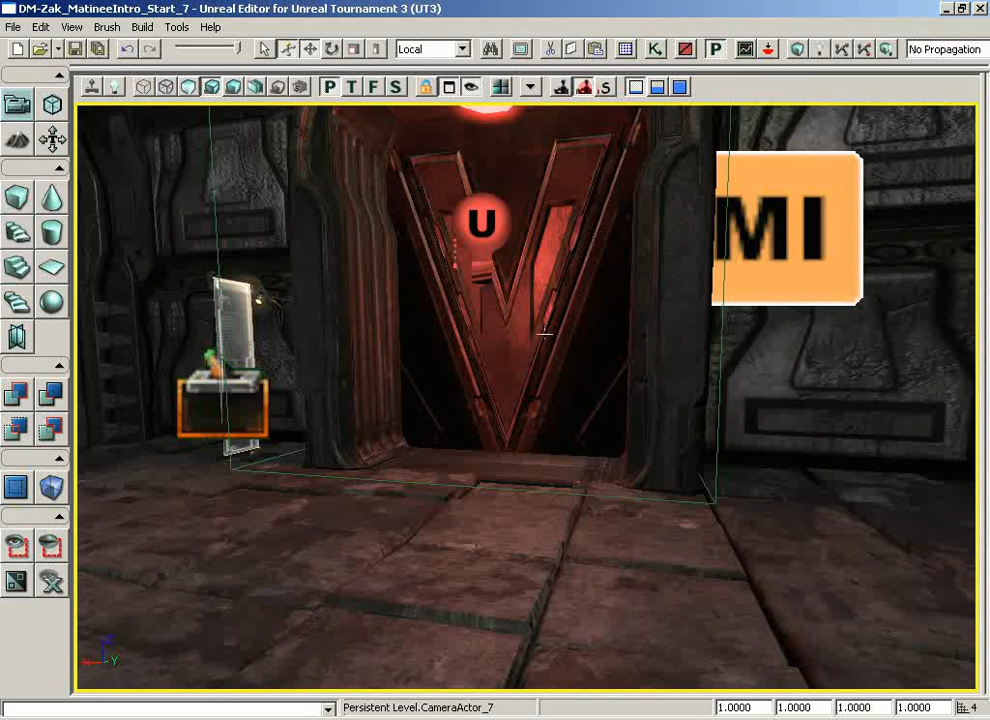 DM-Zak_MatineeIntro_Start_7 - Unreal Editor for Unreal Tournament 3 (UT3)
File Edit View Brush Build Tools Help
Local
K
P
No Propagation
P T F S
.S
U
MI
Z
Y
Persistent Level.CameraActor_7
1.0000 1.0000 1.0000 1.0000 4